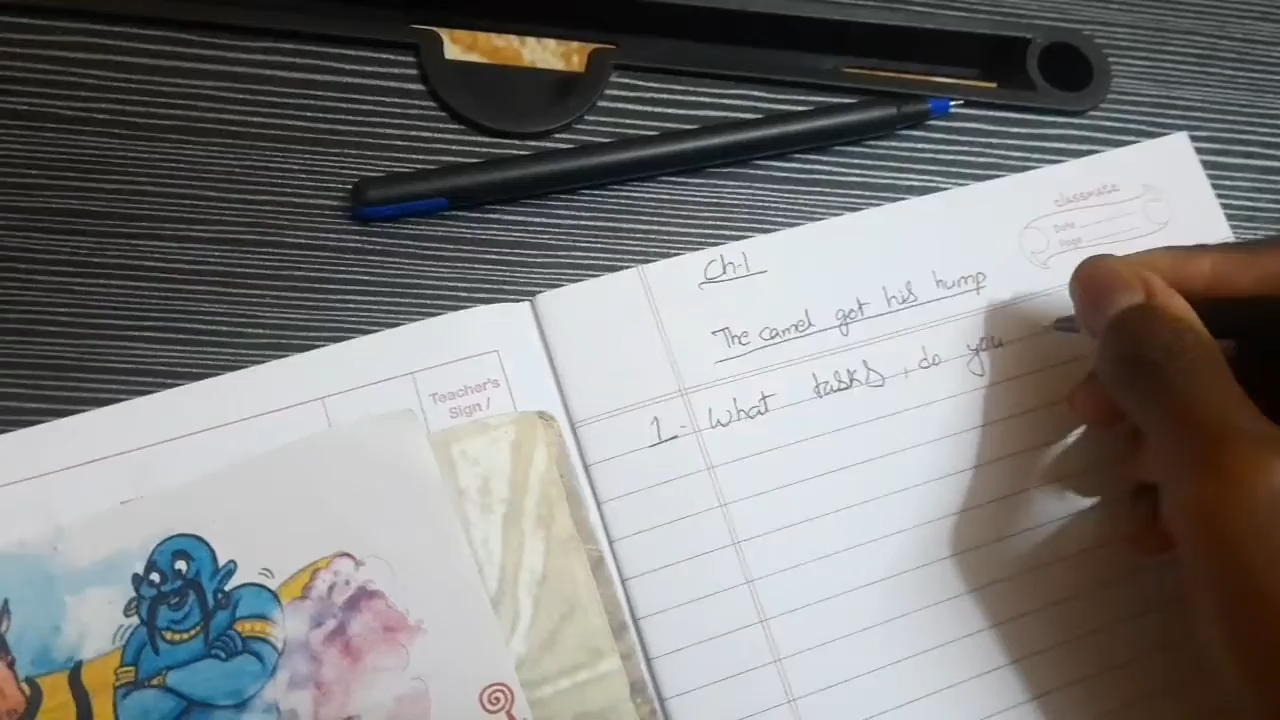 classmate
Date
Page
Ch.1
The camel got his hump
1. What tasks, do you
Teacher's
Sign /